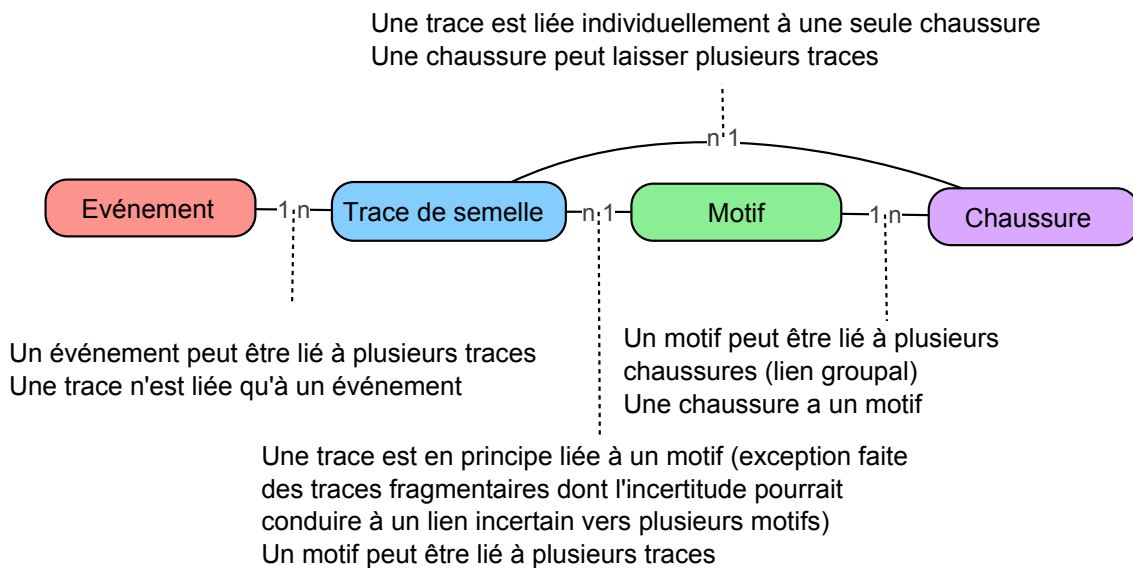 Une trace est liée individuellement à une seule chaussure
Une chaussure peut laisser plusieurs traces
n 1
Evénement
1 n
Trace de semelle
n 1
Motif
1 n
Chaussure
Un événement peut être lié à plusieurs traces
Une trace n'est liée qu'à un événement
Un motif peut être lié à plusieurs
chaussures (lien groupal)
Une chaussure a un motif
Une trace est en principe liée à un motif (exception faite
des traces fragmentaires dont l'incertitude pourrait
conduire à un lien incertain vers plusieurs motifs)
Un motif peut être lié à plusieurs traces